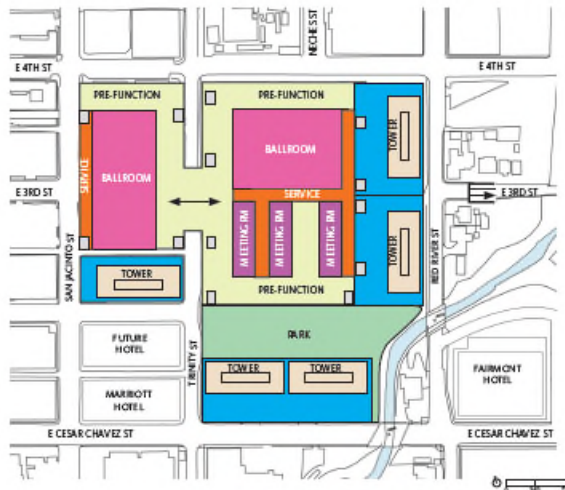 NECHES ST
E 4TH ST
E 4TH ST
PRE-FUNCTION
PRE-FUNCTION
TOWER
BALLROOM
SERVICE
BALLROOM
E 3RD ST
SERVICE
E 3RD ST
MEETING RM
MEETING RM
MEETING RM
TOWER
RED RIVER ST
SAN JACINTO ST
TOWER
PRE-FUNCTION
TRINITY ST
PARK
FUTURE
HOTEL
TOWER
TOWER
FAIRMONT
HOTEL
MARRIOTT
HOTEL
E CESAR CHAVEZ ST
E CESAR CHAVEZ ST